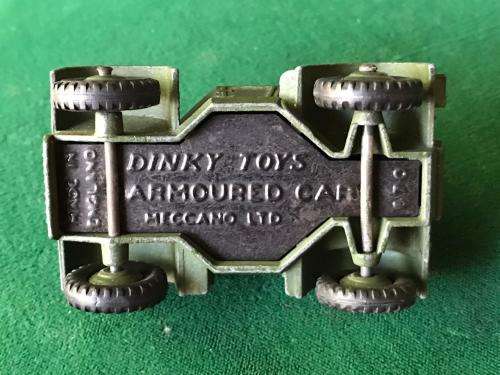 MADE IN
ENGLAND
DINKY TOYS
ARMOURED CAR
MECCANO LTD
670